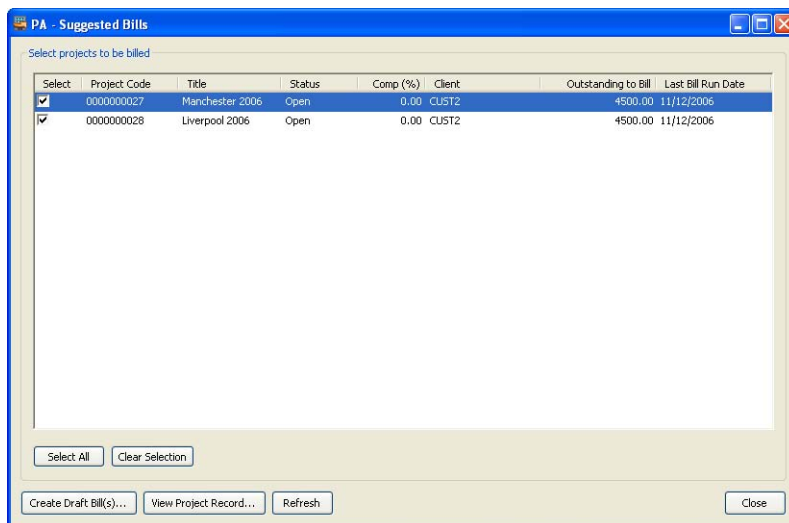 PA - Suggested Bills
Select projects to be billed
Select Project Code Title Status Comp (%) Client Outstanding to Bill Last Bill Run Date
0000000027 Manchester 2006 Open 0.00 CUST2 4500.00 11/12/2006
0000000028 Liverpool 2006 Open 0.00 CUST2 4500.00 11/12/2006
Select All Clear Selection
Create Draft Bill(s)... View Project Record... Refresh Close